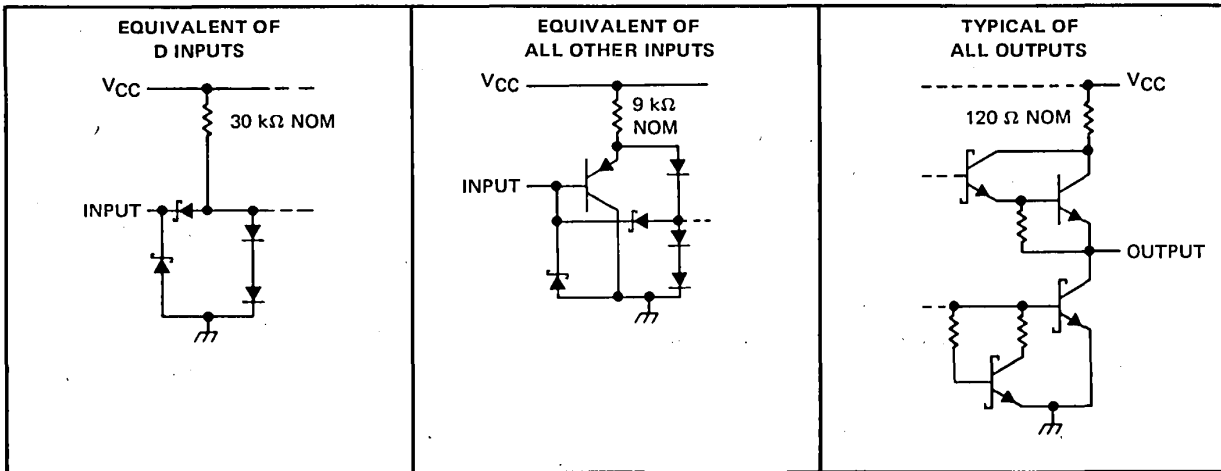 EQUIVALENT OF
D INPUTS
VCC
30 kΩ NOM
INPUT
EQUIVALENT OF
ALL OTHER INPUTS
VCC
9 kΩ
NOM
INPUT
TYPICAL OF
ALL OUTPUTS
VCC
120 Ω NOM
OUTPUT